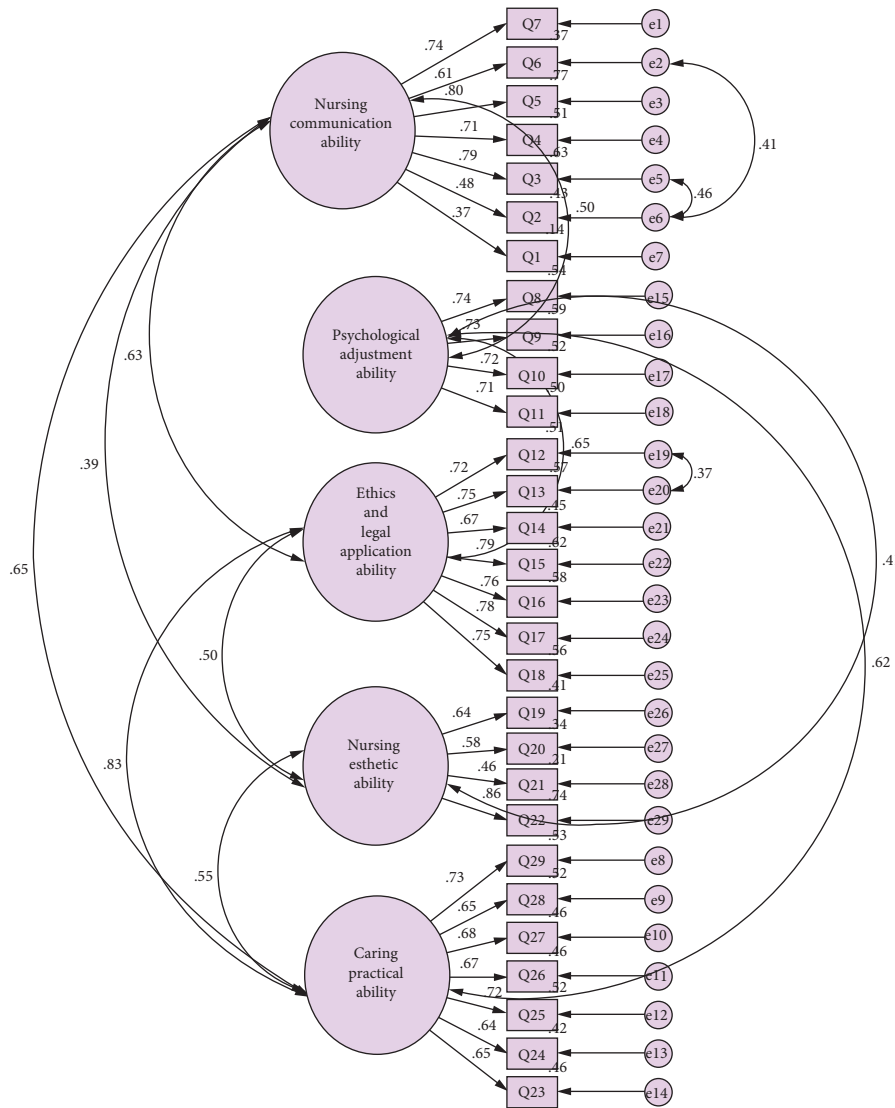 Q7
e1
.37
.74
Q6
e2
.77
.61
.80
Q5
e3
.51
Nursing
communication
ability
.71
Q4
e4
.63
.41
.79
Q3
e5
.43
.46
.48
Q2
e6
.50
.14
.37
Q1
e7
.54
.74
Q8
e15
.59
.73
Q9
e16
.52
Psychological
adjustment
ability
.72
Q10
e17
.50
.71
Q11
e18
.51
.63
.65
.72
Q12
e19
.57
.37
.75
Q13
e20
.45
Ethics
and
legal
application
ability
.67
Q14
e21
.62
.79
Q15
e22
.58
.76
Q16
e23
.78
Q17
e24
.56
.75
Q18
e25
.41
.39
.65
.4
.62
.50
.83
.64
Q19
e26
.34
.58
Q20
e27
.21
Nursing
esthetic
ability
.46
Q21
e28
.74
.86
Q22
e29
.53
.55
.73
Q29
e8
.52
.65
Q28
e9
.46
.68
Q27
e10
.46
Caring
practical
ability
.67
Q26
e11
.52
.72
Q25
e12
.42
.64
Q24
e13
.46
.65
Q23
e14